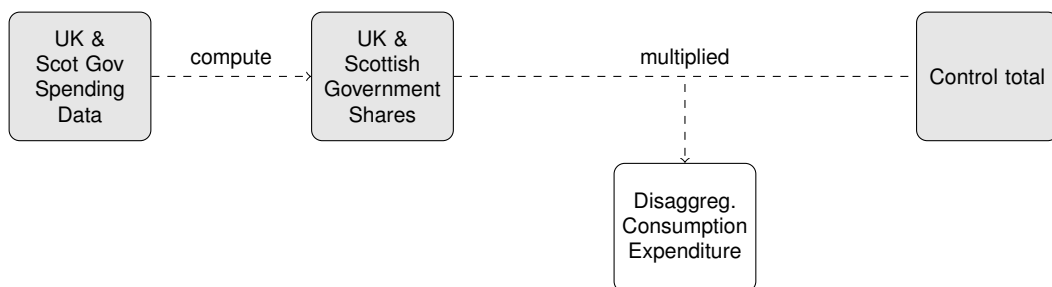 UK &
Scot Gov
Spending
Data
compute
UK &
Scottish
Government
Shares
multiplied
Control total
Disaggreg.
Consumption
Expenditure